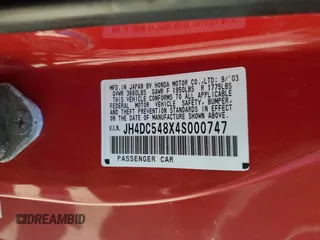 MFD. IN JAPAN BY HONDA MOTOR CO., LTD: 9/'03
GVWR 3660LBS GAWR F 1950LBS R 1775LBS
THIS VEHICLE CONFORMS TO ALL APPLICABLE
FEDERAL MOTOR VEHICLE SAFETY, BUMPER,
AND THEFT PREVENTION STANDARDS IN
EFFECT ON THE DATE OF MANUFACTURE
SHOWN ABOVE.
V.I.N. JH4DC548X4S000747
PASSENGER CAR
DREAMBID